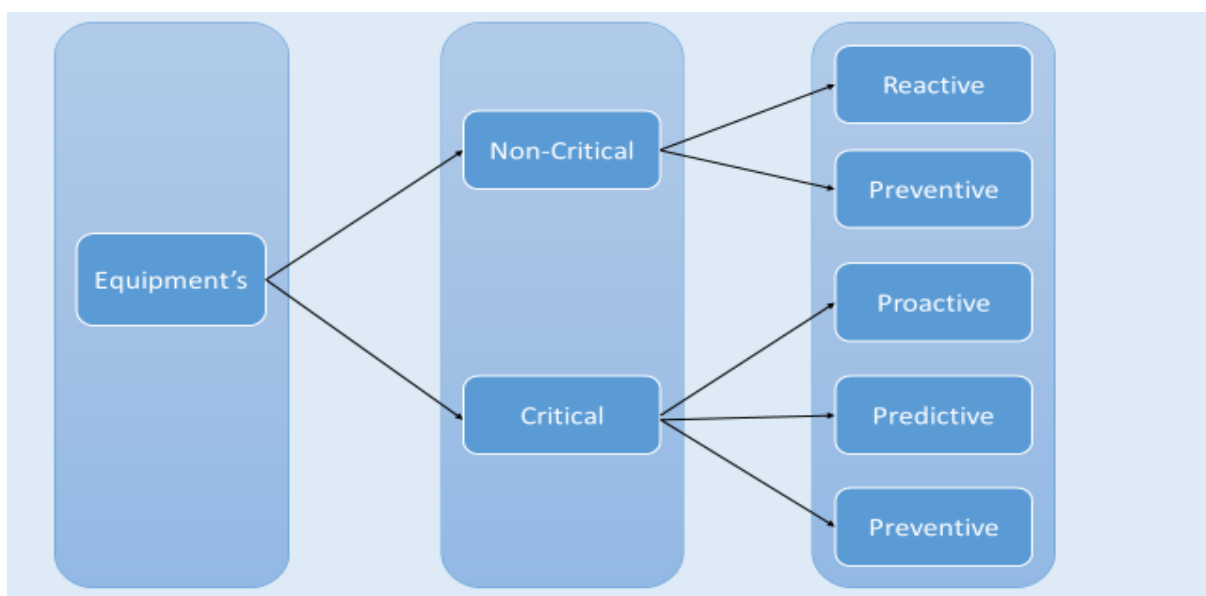 Equipment’s
Non-Critical
Critical
Reactive
Preventive
Proactive
Predictive
Preventive